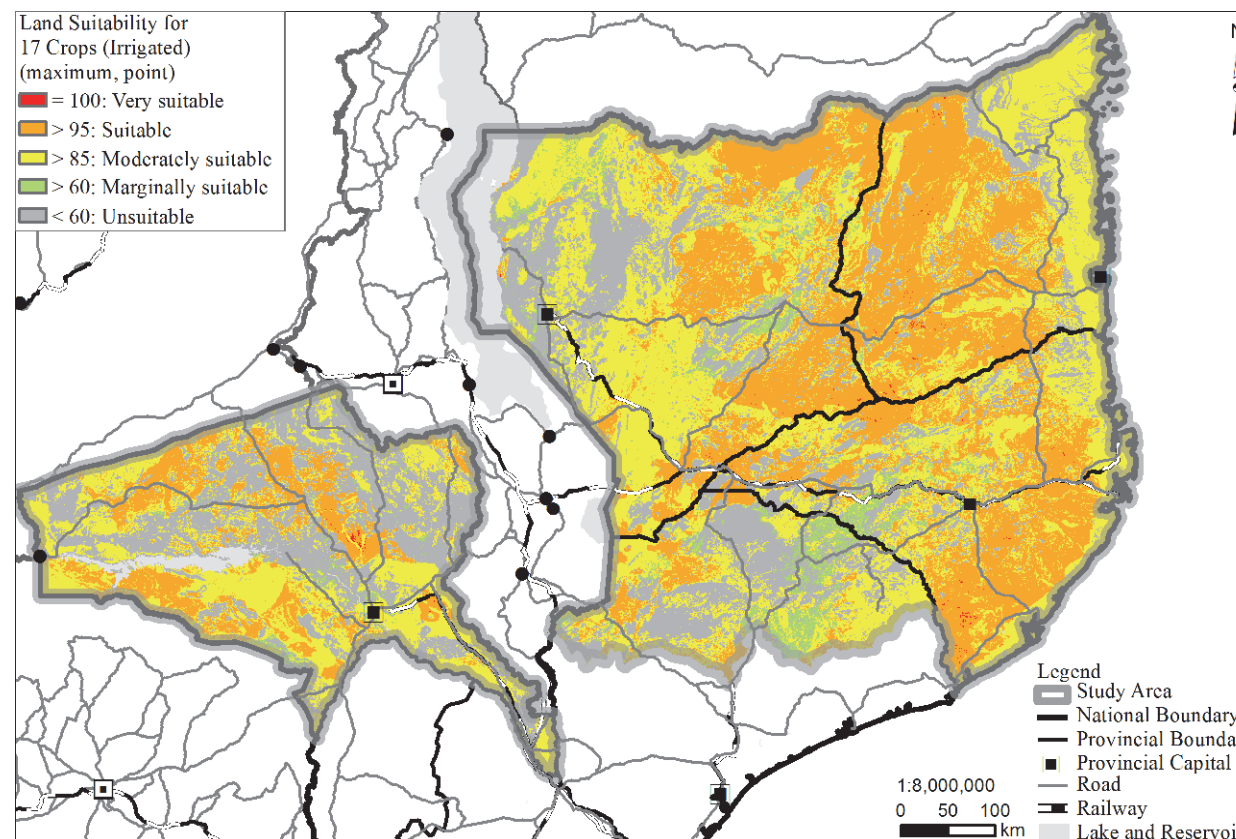 Land Suitability for
17 Crops (Irrigated)
(maximum, point)
= 100: Very suitable
> 95: Suitable
> 85: Moderately suitable
> 60: Marginally suitable
< 60: Unsuitable
N
Legend
Study Area
National Boundary
Provincial Bounda
Provincial Capital
Road
Railway
Lake and Reservoi
1:8,000,000
0 50 100
km